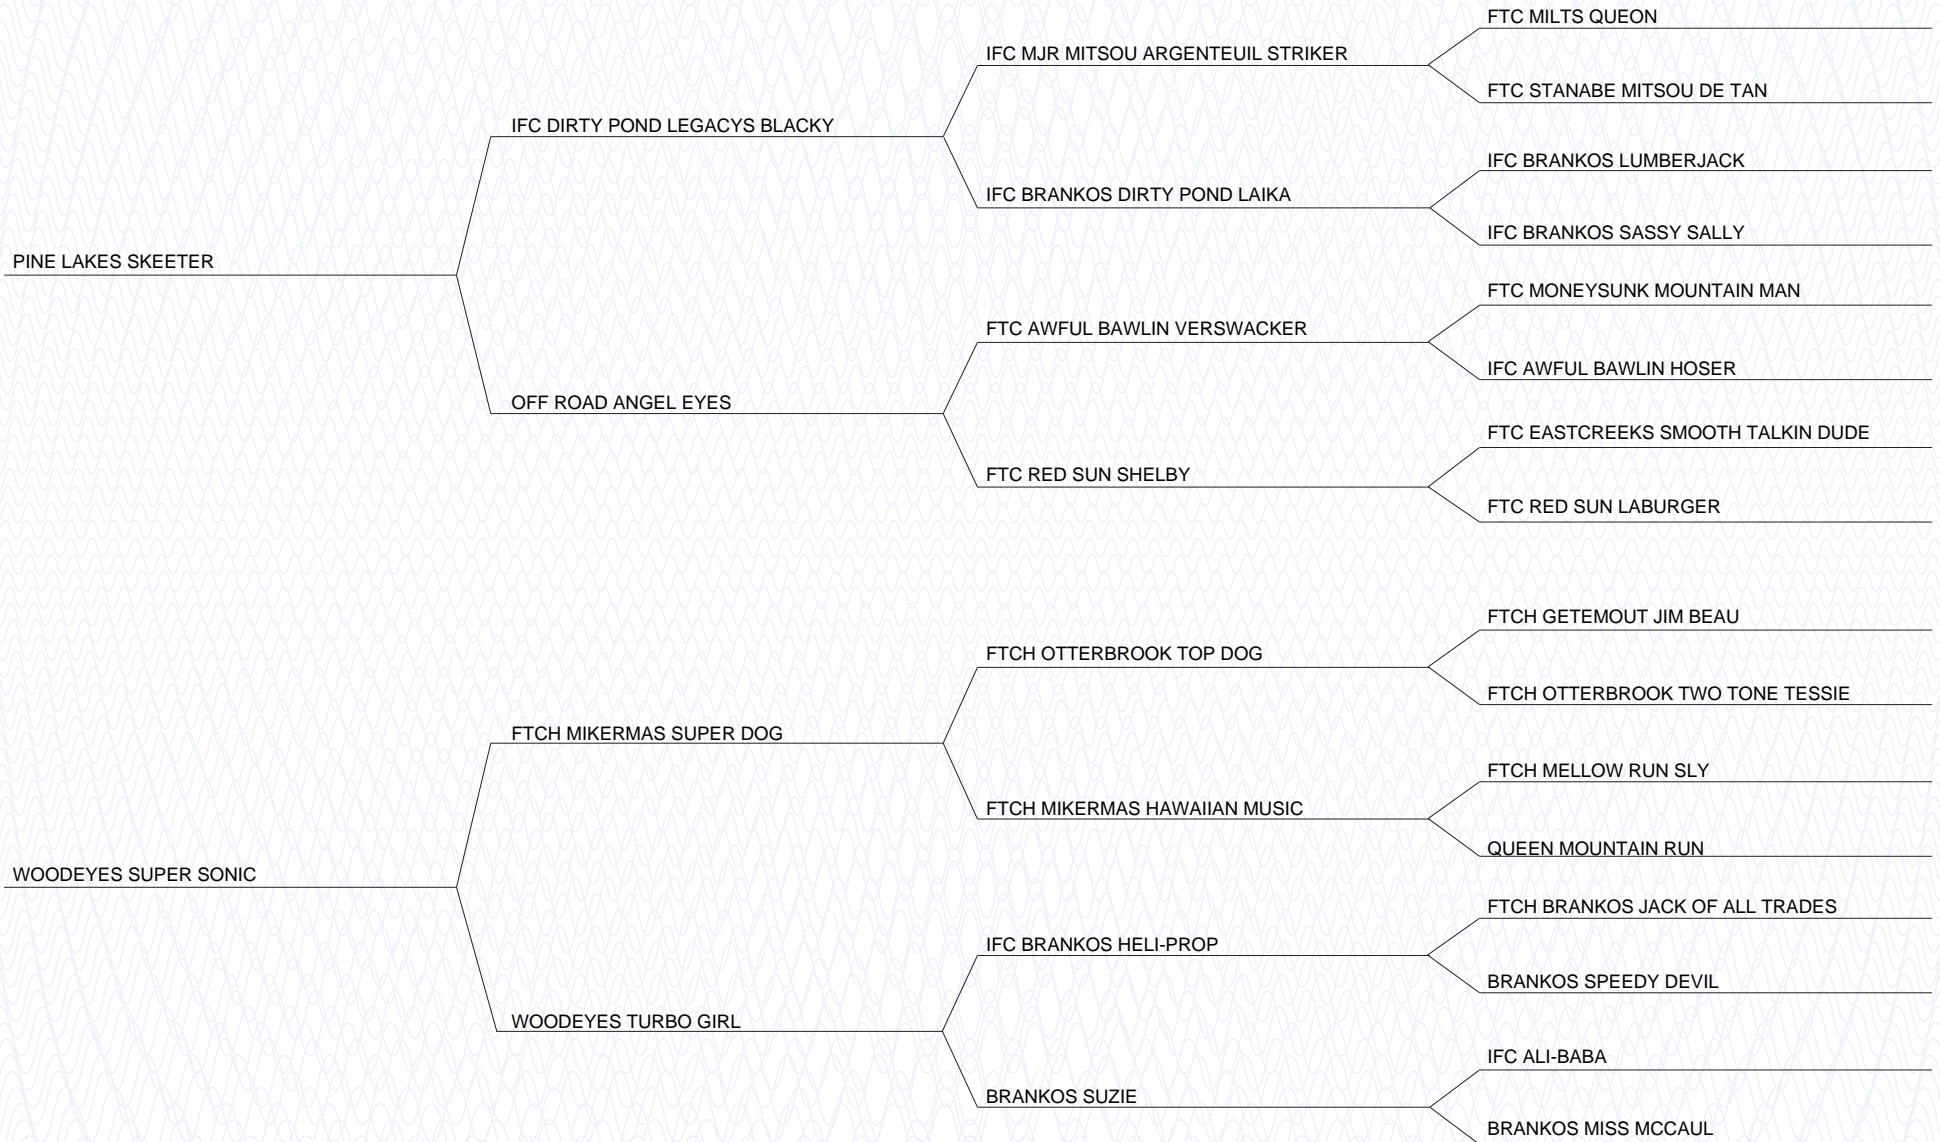 FTC MILTS QUEON
IFC MJR MITSOU ARGENTEUIL STRIKER
FTC STANABE MITSOU DE TAN
IFC DIRTY POND LEGACYS BLACKY
IFC BRANKOS LUMBERJACK
IFC BRANKOS DIRTY POND LAIKA
IFC BRANKOS SASSY SALLY
PINE LAKES SKEETER
FTC MONEYSUNK MOUNTAIN MAN
FTC AWFUL BAWLIN VERSWACKER
IFC AWFUL BAWLIN HOSER
OFF ROAD ANGEL EYES
FTC EASTCREEKS SMOOTH TALKIN DUDE
FTC RED SUN SHELBY
FTC RED SUN LABURGER
FTCH GETEMOUT JIM BEAU
FTCH OTTERBROOK TOP DOG
FTCH OTTERBROOK TWO TONE TESSIE
FTCH MIKERMAS SUPER DOG
FTCH MELLOW RUN SLY
FTCH MIKERMAS HAWAIIAN MUSIC
QUEEN MOUNTAIN RUN
WOODEYES SUPER SONIC
FTCH BRANKOS JACK OF ALL TRADES
IFC BRANKOS HELI-PROP
BRANKOS SPEEDY DEVIL
WOODEYES TURBO GIRL
IFC ALI-BABA
BRANKOS SUZIE
BRANKOS MISS MCCAUL